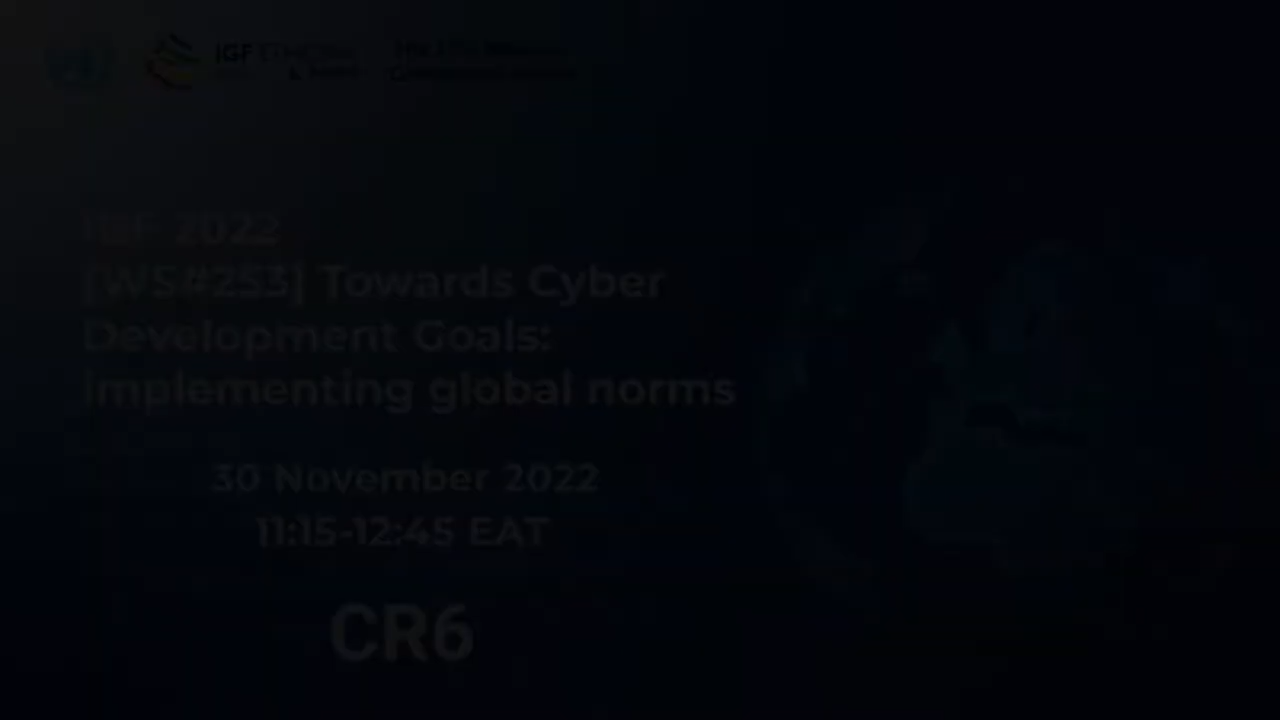 IGF 2022
[WS#253] Towards Cyber
Development Goals:
Implementing global norms
30 November 2022
11:15-12:45 EAT
CR6
IGF